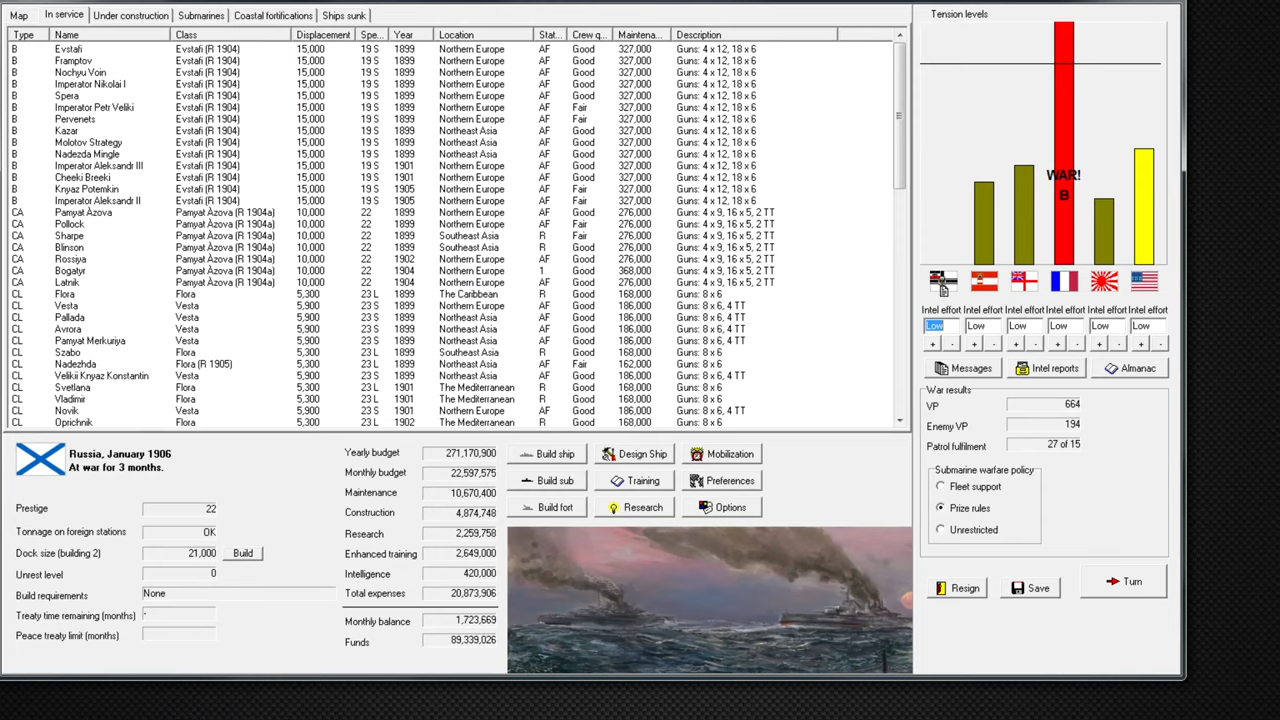 Map In service Under construction Submarines Coastal fortifications Ships sunk
Type Name Class Displacement Spe... Year Location Stat... Crew q... Maintena... Description
B Evstafi Evstafi (R 1904) 15,000 19 S 1899 Northern Europe AF Good 327,000 Guns: 4 x 12, 18 x 6
B Framptov Evstafi (R 1904) 15,000 19 S 1899 Northern Europe AF Good 327,000 Guns: 4 x 12, 18 x 6
B Nochyu Voin Evstafi (R 1904) 15,000 19 S 1899 Northern Europe AF Good 327,000 Guns: 4 x 12, 18 x 6
B Imperator Nikolai I Evstafi (R 1904) 15,000 19 S 1899 Northern Europe AF Good 327,000 Guns: 4 x 12, 18 x 6
B Spera Evstafi (R 1904) 15,000 19 S 1899 Northern Europe AF Good 327,000 Guns: 4 x 12, 18 x 6
B Imperator Petr Veliki Evstafi (R 1904) 15,000 19 S 1899 Northern Europe AF Fair 327,000 Guns: 4 x 12, 18 x 6
B Pervenets Evstafi (R 1904) 15,000 19 S 1899 Northern Europe AF Fair 327,000 Guns: 4 x 12, 18 x 6
B Kazar Evstafi (R 1904) 15,000 19 S 1899 Northeast Asia AF Good 327,000 Guns: 4 x 12, 18 x 6
B Molotov Strategy Evstafi (R 1904) 15,000 19 S 1899 Northeast Asia AF Good 327,000 Guns: 4 x 12, 18 x 6
B Nadezda Mingle Evstafi (R 1904) 15,000 19 S 1899 Northeast Asia AF Good 327,000 Guns: 4 x 12, 18 x 6
B Imperator Aleksandr III Evstafi (R 1904) 15,000 19 S 1901 Northern Europe AF Good 327,000 Guns: 4 x 12, 18 x 6
B Cheeki Breeki Evstafi (R 1904) 15,000 19 S 1901 Northern Europe AF Good 327,000 Guns: 4 x 12, 18 x 6
B Knyaz Potemkin Evstafi (R 1904) 15,000 19 S 1905 Northern Europe AF Fair 327,000 Guns: 4 x 12, 18 x 6
B Imperator Aleksandr II Evstafi (R 1904) 15,000 19 S 1905 Northern Europe AF Fair 327,000 Guns: 4 x 12, 18 x 6
CA Pamyat Àzova Pamyat Àzova (R 1904a) 10,000 22 1899 Northern Europe AF Good 276,000 Guns: 4 x 9, 16 x 5, 2 TT
CA Pollock Pamyat Àzova (R 1904a) 10,000 22 1899 Northern Europe AF Fair 276,000 Guns: 4 x 9, 16 x 5, 2 TT
CA Sharpe Pamyat Àzova (R 1904a) 10,000 22 1899 Southeast Asia R Fair 276,000 Guns: 4 x 9, 16 x 5, 2 TT
CA Blinson Pamyat Àzova (R 1904a) 10,000 22 1899 Southeast Asia R Good 276,000 Guns: 4 x 9, 16 x 5, 2 TT
CA Rossiya Pamyat Àzova (R 1904a) 10,000 22 1902 Northern Europe AF Good 276,000 Guns: 4 x 9, 16 x 5, 2 TT
CA Bogatyr Pamyat Àzova (R 1904a) 10,000 22 1904 Northern Europe 1 Good 368,000 Guns: 4 x 9, 16 x 5, 2 TT
CA Latnik Pamyat Àzova (R 1904a) 10,000 22 1904 Northern Europe AF Good 276,000 Guns: 4 x 9, 16 x 5, 2 TT
CL Flora Flora 5,300 23 L 1899 The Caribbean R Good 168,000 Guns: 8 x 6
CL Vesta Vesta 5,900 23 S 1899 Northern Europe AF Good 186,000 Guns: 8 x 6, 4 TT
CL Pallada Vesta 5,900 23 S 1899 Northeast Asia AF Good 186,000 Guns: 8 x 6, 4 TT
CL Avrora Vesta 5,900 23 S 1899 Northeast Asia AF Good 186,000 Guns: 8 x 6, 4 TT
CL Pamyat Merkuriya Vesta 5,900 23 S 1899 Northeast Asia AF Good 186,000 Guns: 8 x 6, 4 TT
CL Szabo Flora 5,300 23 L 1899 Southeast Asia R Good 168,000 Guns: 8 x 6
CL Nadezhda Flora (R 1905) 5,300 23 L 1899 Northeast Asia AF Fair 162,000 Guns: 8 x 6
CL Velikii Knyaz Konstantin Vesta 5,900 23 S 1899 Northeast Asia AF Good 186,000 Guns: 8 x 6, 4 TT
CL Svetlana Flora 5,300 23 L 1901 The Mediterranean R Good 168,000 Guns: 8 x 6
CL Vladimir Flora 5,300 23 L 1901 The Mediterranean R Good 168,000 Guns: 8 x 6
CL Novik Vesta 5,900 23 S 1901 Northern Europe AF Good 186,000 Guns: 8 x 6, 4 TT
CL Oprichnik Flora 5,300 23 L 1902 The Mediterranean R Good 168,000 Guns: 8 x 6
Russia, January 1906
At war for 3 months.
Prestige 22
Tonnage on foreign stations OK
Dock size (building 2) 21,000 Build
Unrest level 0
Build requirements None
Treaty time remaining (months) -
Peace treaty limit (months)
Yearly budget 271,170,900
Monthly budget 22,597,575
Maintenance 10,670,400
Construction 4,874,748
Research 2,259,758
Enhanced training 2,649,000
Intelligence 420,000
Total expenses 20,873,906
Monthly balance 1,723,669
Funds 89,339,026
Build ship Design Ship Mobilization
Build sub Training Preferences
Build fort Research Options
Tension levels
WAR!
B
Intel effort Intel effort Intel effort Intel effort Intel effort Intel effort
Low Low Low Low Low Low
+ - + - + - + - + - + -
Messages Intel reports Almanac
War results
VP 664
Enemy VP 194
Patrol fulfilment 27 of 15
Submarine warfare policy
Fleet support
Prize rules
Unrestricted
Resign Save Turn